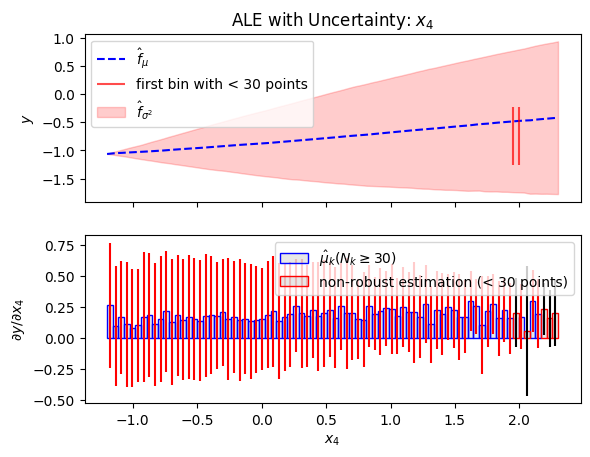 ALE with Uncertainty: $x_4$
1.0
0.5
0.0
−0.5
−1.0
−1.5
y
$\hat{f}_{\mu}$
first bin with < 30 points
$\hat{f}_{\sigma^2}$
0.75
0.50
0.25
0.00
−0.25
−0.50
$\partial y/\partial x_4$
$\hat{\mu}_k (N_k \geq 30)$
non-robust estimation (< 30 points)
−1.0 −0.5 0.0 0.5 1.0 1.5 2.0
$x_4$